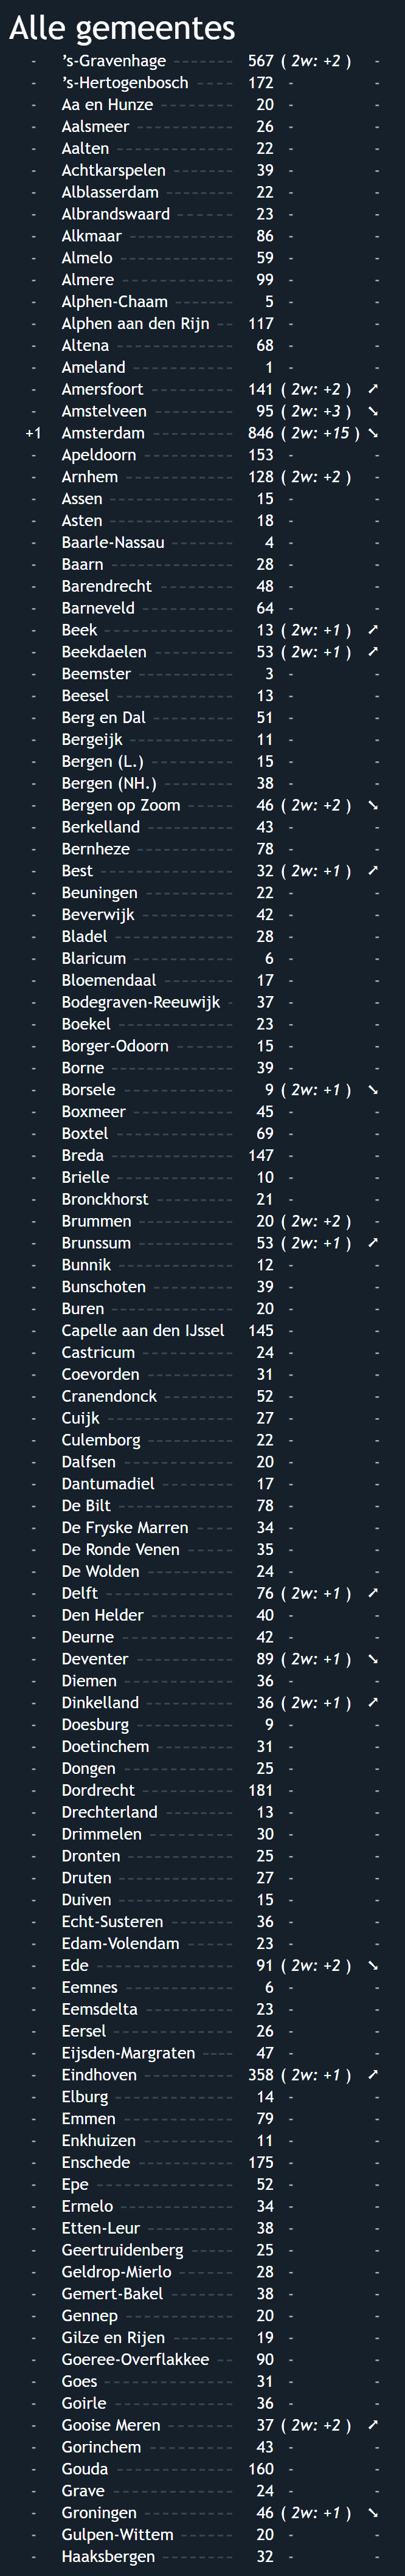 Alle gemeentes
- ’s-Gravenhage ------- 567 ( 2w: +2 ) -
- ’s-Hertogenbosch ----- 172 - -
- Aa en Hunze -------- 20 - -
- Aalsmeer ---------- 26 - -
- Aalten ------------ 22 - -
- Achtkarspelen ------- 39 - -
- Alblasserdam -------- 22 - -
- Albrandswaard ------ 23 - -
- Alkmaar ----------- 86 - -
- Almelo ------------ 59 - -
- Almere ------------ 99 - -
- Alphen-Chaam ------- 5 - -
- Alphen aan den Rijn -- 117 - -
- Altena ------------ 68 - -
- Ameland ---------- 1 - -
- Amersfoort --------- 141 ( 2w: +2 ) ➚
- Amstelveen -------- 95 ( 2w: +3 ) ➘
+1 Amsterdam --------- 846 ( 2w: +15 ) ➘
- Apeldoorn ---------- 153 - -
- Arnhem ----------- 128 ( 2w: +2 ) -
- Assen ------------- 15 - -
- Asten ------------- 18 - -
- Baarle-Nassau ------- 4 - -
- Baarn ------------- 28 - -
- Barendrecht -------- 48 - -
- Barneveld ---------- 64 - -
- Beek ------------- 13 ( 2w: +1 ) ➚
- Beekdaelen --------- 53 ( 2w: +1 ) ➚
- Beemster ---------- 3 - -
- Beesel ------------ 13 - -
- Berg en Dal --------- 51 - -
- Bergeijk ----------- 11 - -
- Bergen (L.) --------- 15 - -
- Bergen (NH.) -------- 38 - -
- Bergen op Zoom ----- 46 ( 2w: +2 ) ➘
- Berkelland --------- 43 - -
- Bernheze ---------- 78 - -
- Best -------------- 32 ( 2w: +1 ) ➚
- Beuningen --------- 22 - -
- Beverwijk ---------- 42 - -
- Bladel ------------ 28 - -
- Blaricum ----------- 6 - -
- Bloemendaal ------- 17 - -
- Bodegraven-Reeuwijk - 37 - -
- Boekel ------------ 23 - -
- Borger-Odoorn ------ 15 - -
- Borne ------------ 39 - -
- Borsele ----------- 9 ( 2w: +1 ) ➘
- Boxmeer ---------- 45 - -
- Boxtel ------------ 69 - -
- Breda ------------ 147 - -
- Brielle ------------ 10 - -
- Bronckhorst -------- 21 - -
- Brummen ---------- 20 ( 2w: +2 ) -
- Brunssum ---------- 53 ( 2w: +1 ) ➚
- Bunnik ------------ 12 - -
- Bunschoten --------- 39 - -
- Buren ------------ 20 - -
- Capelle aan den IJssel 145 - -
- Castricum ---------- 24 - -
- Coevorden --------- 31 - -
- Cranendonck ------- 52 - -
- Cuijk ------------- 27 - -
- Culemborg --------- 22 - -
- Dalfsen ----------- 20 - -
- Dantumadiel -------- 17 - -
- De Bilt ------------ 78 - -
- De Fryske Marren ---- 34 - -
- De Ronde Venen ----- 35 - -
- De Wolden --------- 24 - -
- Delft ------------- 76 ( 2w: +1 ) ➚
- Den Helder --------- 40 - -
- Deurne ----------- 42 - -
- Deventer ---------- 89 ( 2w: +1 ) ➘
- Diemen ----------- 36 - -
- Dinkelland --------- 36 ( 2w: +1 ) ➚
- Doesburg ---------- 9 - -
- Doetinchem -------- 31 - -
- Dongen ----------- 25 - -
- Dordrecht ---------- 181 - -
- Drechterland ------- 13 - -
- Drimmelen --------- 30 - -
- Dronten ----------- 25 - -
- Druten ------------ 27 - -
- Duiven ------------ 15 - -
- Echt-Susteren ------- 36 - -
- Edam-Volendam ----- 23 - -
- Ede -------------- 91 ( 2w: +2 ) ➘
- Eemnes ----------- 6 - -
- Eemsdelta --------- 23 - -
- Eersel ------------ 26 - -
- Eijsden-Margraten ---- 47 - -
- Eindhoven --------- 358 ( 2w: +1 ) ➚
- Elburg ------------ 14 - -
- Emmen ----------- 79 - -
- Enkhuizen ---------- 11 - -
- Enschede ---------- 175 - -
- Epe -------------- 52 - -
- Ermelo ----------- 34 - -
- Etten-Leur --------- 38 - -
- Geertruidenberg ----- 25 - -
- Geldrop-Mierlo ------ 28 - -
- Gemert-Bakel ------- 38 - -
- Gennep ----------- 20 - -
- Gilze en Rijen ------- 19 - -
- Goeree-Overflakkee -- 90 - -
- Goes ------------- 31 - -
- Goirle ------------ 36 - -
- Gooise Meren ------- 37 ( 2w: +2 ) ➚
- Gorinchem --------- 43 - -
- Gouda ------------ 160 - -
- Grave ------------ 24 - -
- Groningen --------- 46 ( 2w: +1 ) ➘
- Gulpen-Wittem ------ 20 - -
- Haaksbergen ------- 32 - -